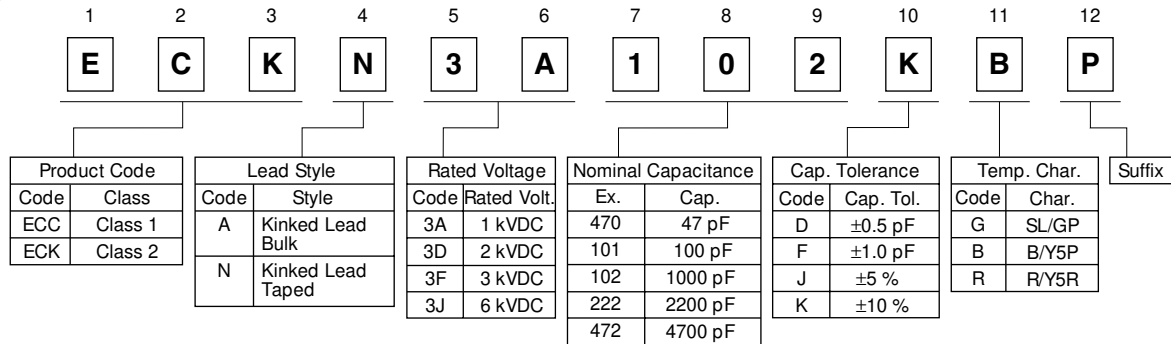 1 2 3 4 5 6 7 8 9 10 11 12
E C K N 3 A 1 0 2 K B P
Product Code
Code Class
ECC Class 1
ECK Class 2
Lead Style
Code Style
A Kinked Lead
Bulk
N Kinked Lead
Taped
Rated Voltage
Code Rated Volt.
3A 1 kVDC
3D 2 kVDC
3F 3 kVDC
3J 6 kVDC
Nominal Capacitance
Ex. Cap.
470 47 pF
101 100 pF
102 1000 pF
222 2200 pF
472 4700 pF
Cap. Tolerance
Code Cap. Tol.
D ±0.5 pF
F ±1.0 pF
J ±5 %
K ±10 %
Temp. Char.
Code Char.
G SL/GP
B B/Y5P
R R/Y5R
Suffix